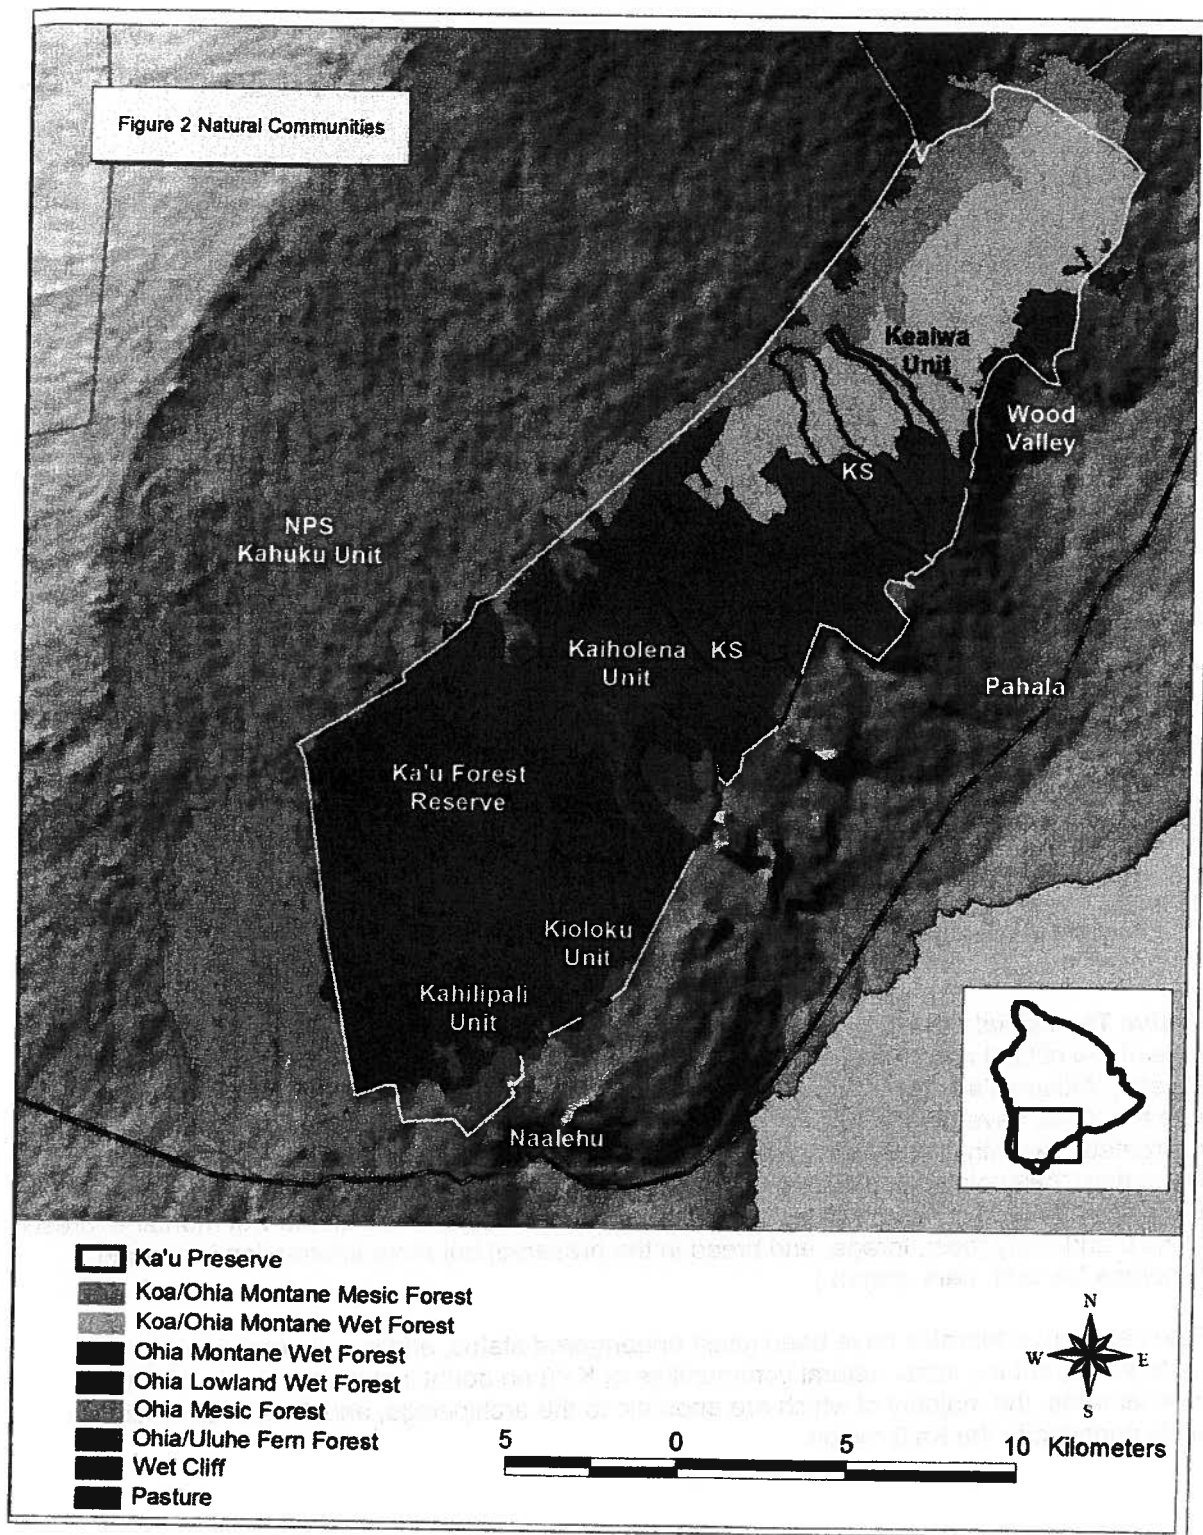 Figure 2 Natural Communities
Keaiwa
Unit
Wood
Valley
KS
NPS
Kahuku Unit
Kaiholena KS
Unit
Pahala
Ka'u Forest
Reserve
Kioloku
Unit
Kahilipali
Unit
Naalehu
Ka'u Preserve
Koa/Ohia Montane Mesic Forest
Koa/Ohia Montane Wet Forest
Ohia Montane Wet Forest
Ohia Lowland Wet Forest
Ohia Mesic Forest
Ohia/Uluhe Fern Forest
Wet Cliff
Pasture
N
W E
S
5 0 5 10 Kilometers